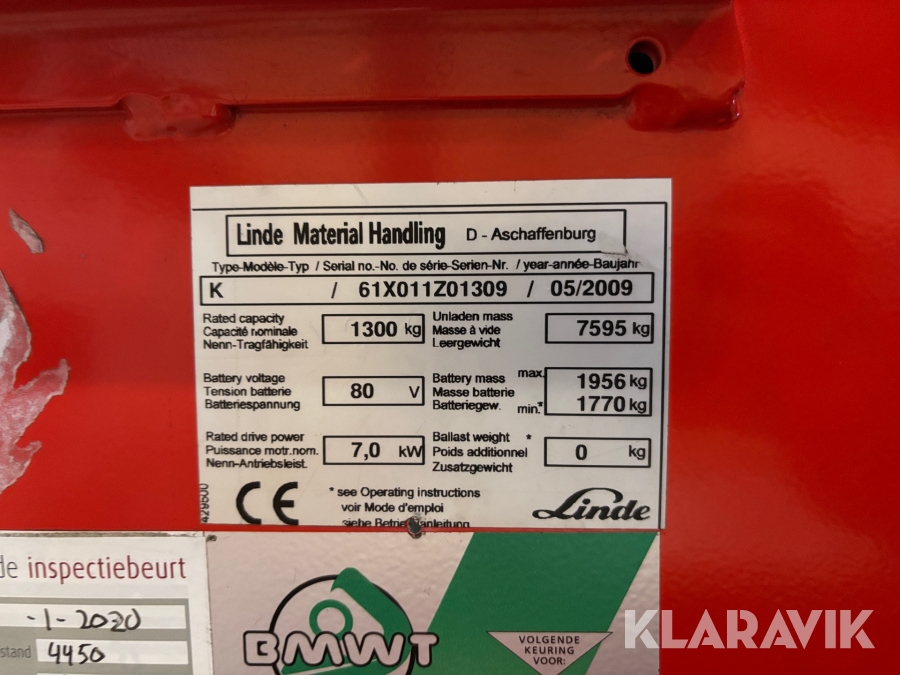 Linde Material Handling D - Aschaffenburg
Type-Modèle-Typ / Serial no.-No. de série-Serien-Nr. / year-année-Baujahr
K / 61X011Z01309 / 05/2009
Rated capacity
Capacité nominale
Nenn-Tragfähigkeit
1300 kg
Unladen mass
Masse à vide
Leergewicht
7595 kg
Battery voltage
Tension batterie
Batteriespannung
80 V
Battery mass
Masse batterie
Batteriegew.
max. 1956 kg
min.* 1770 kg
Rated drive power
Puissance motr.nom.
Nenn-Antriebsleist.
7,0 kW
Ballast weight *
Poids additionnel
Zusatzgewicht
0 kg
429500
CE
* see Operating instructions
voir Mode d'emploi
siehe Betriebsanleitung
Linde
de inspectiebeurt
-1-2020
stand 4450
BMWT
VOLGENDE
KEURING
VOOR:
KLARAVIK